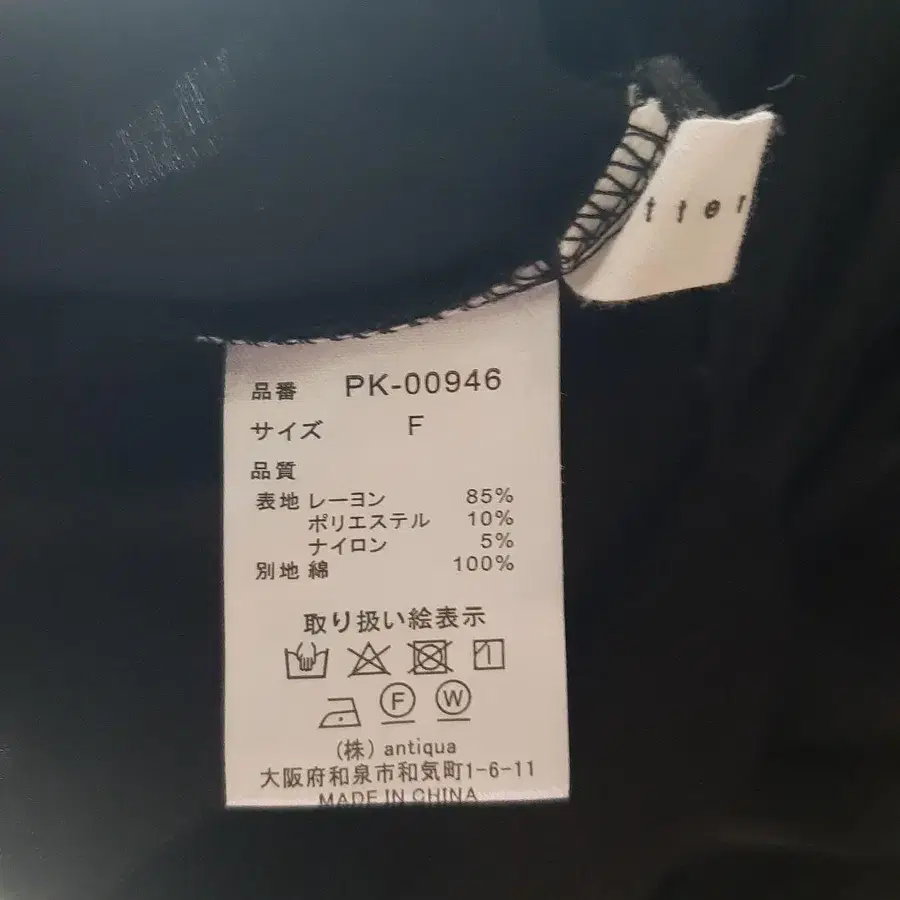 tter
品番 PK-00946
サイズ F
品質
表地 レーヨン 85%
ポリエステル 10%
ナイロン 5%
別地 綿 100%
取り扱い絵表示
F W
(株) antiqua
大阪府和泉市和気町1-6-11
MADE IN CHINA